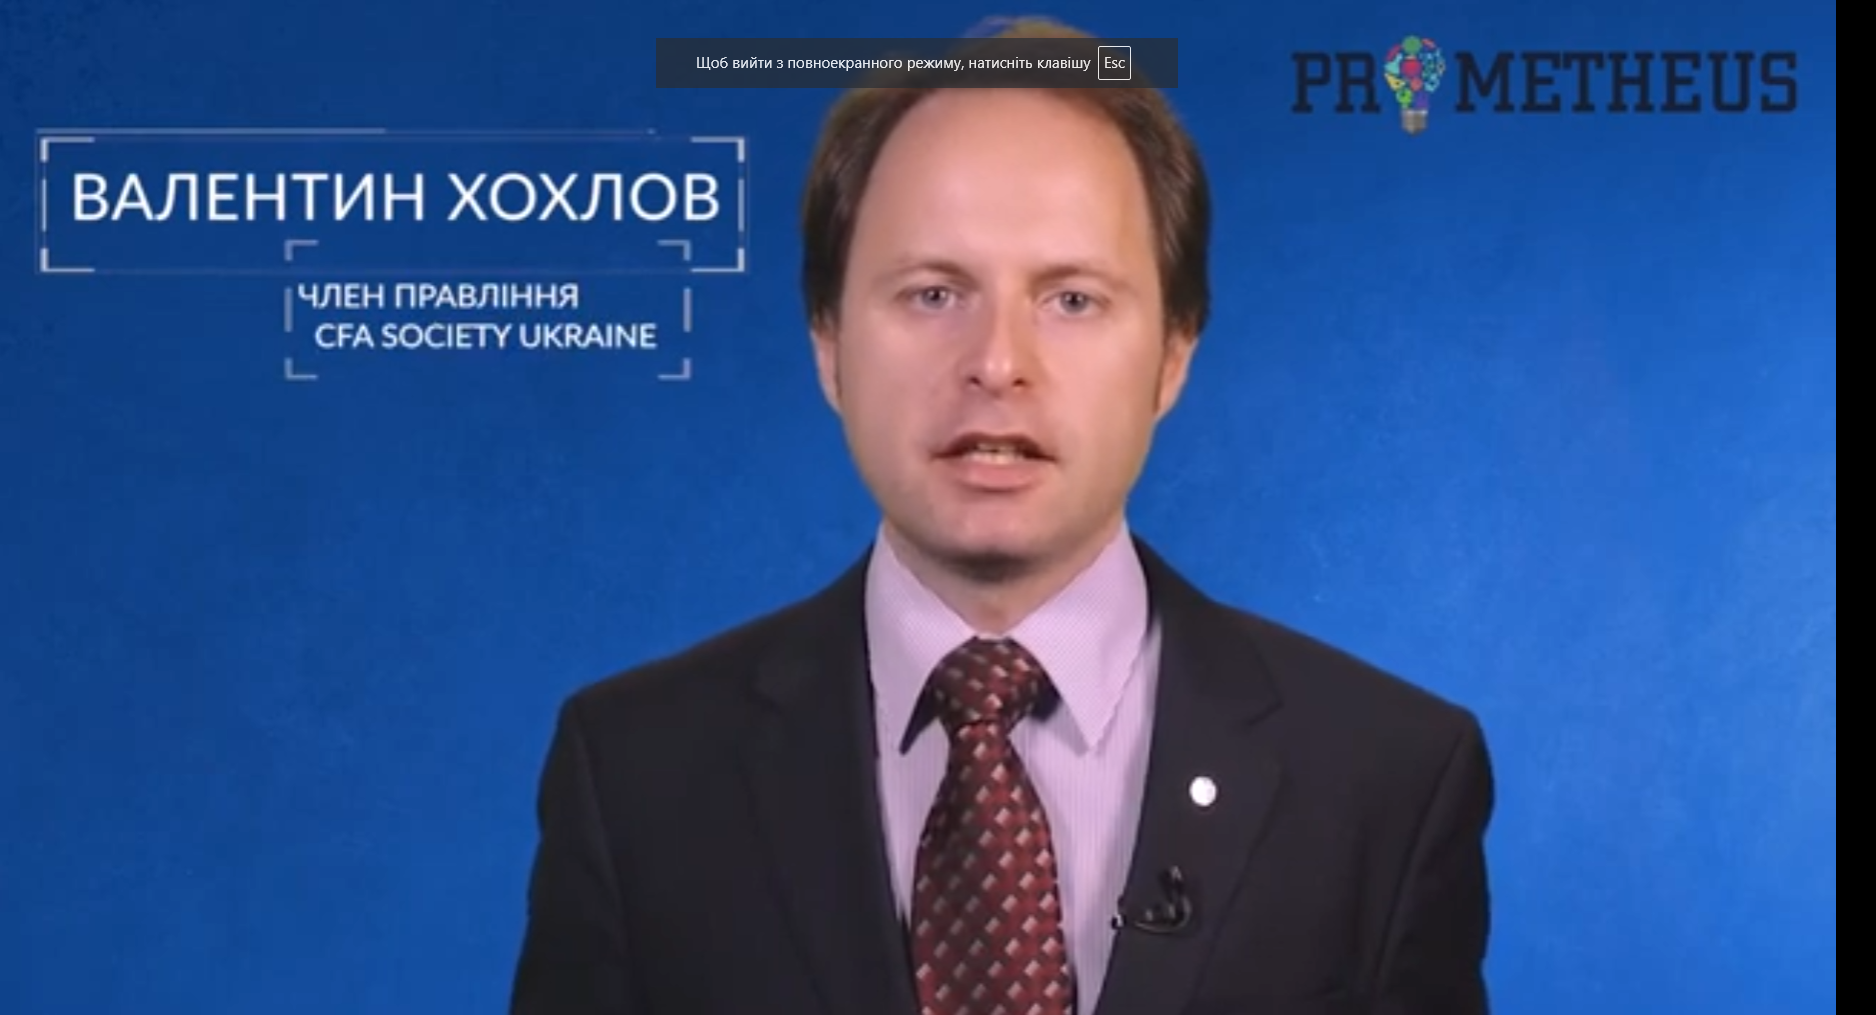 Щоб вийти з повноекранного режиму, натисніть клавішу Esc
PROMETHEUS
ВАЛЕНТИН ХОХЛОВ
ЧЛЕН ПРАВЛІННЯ
CFA SOCIETY UKRAINE